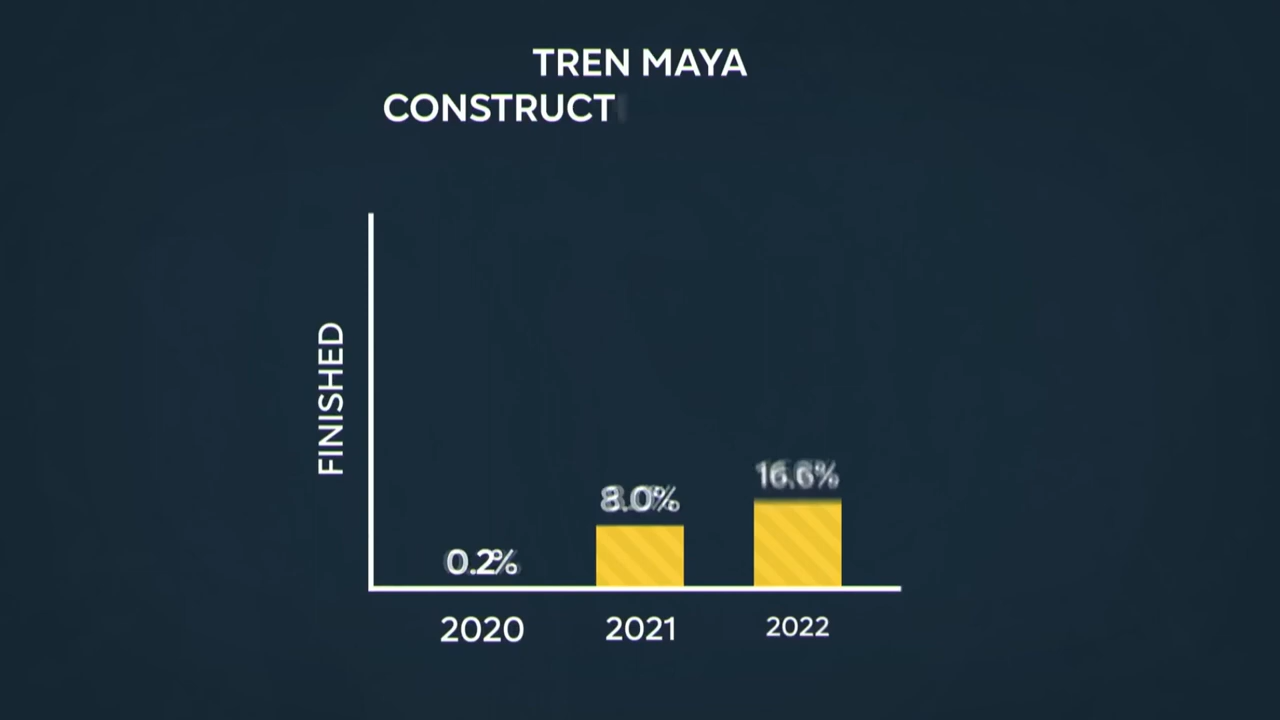 TREN MAYA
CONSTRUCT
FINISHED
16.6%
8.0%
0.2%
2020 2021 2022